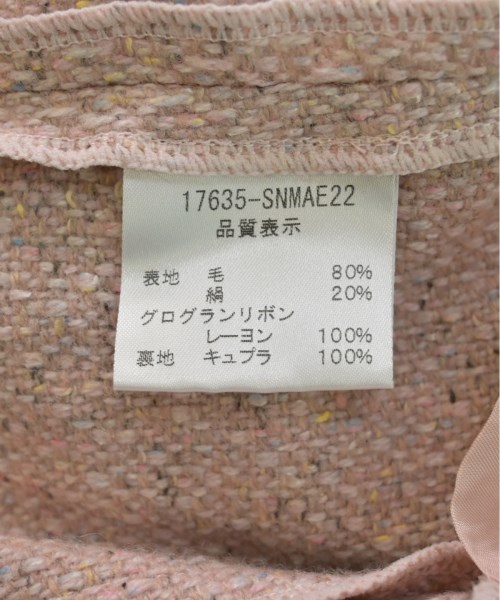 17635-SNMAE22
品質表示
表地 毛 80%
絹 20%
グログランリボン
レーヨン 100%
裏地 キュプラ 100%